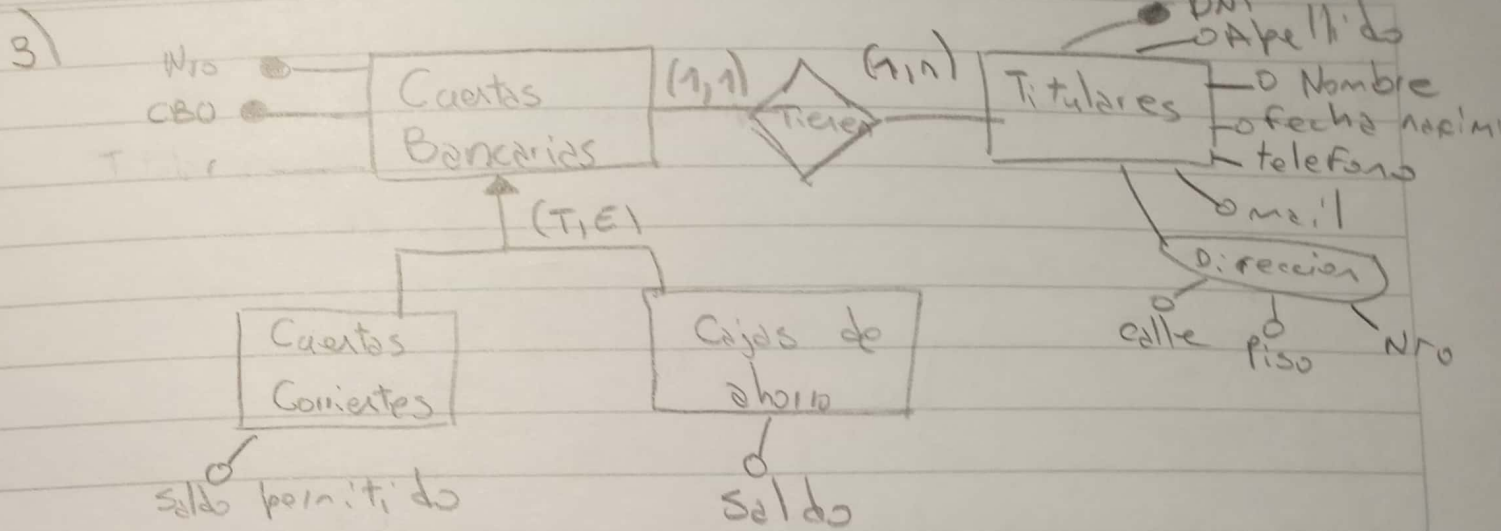 3)
DNI
Apellido
Nro
Cuentas
Bancarias
(1,1)
Tienen
(1,n)
Titulares
Nombre
fecha nacim
CBU
telefono
mail
(T,E)
Direccion
calle
Piso
Nro
Cuentas
Corrientes
Cajas de
ahorro
Saldo permitido
Saldo